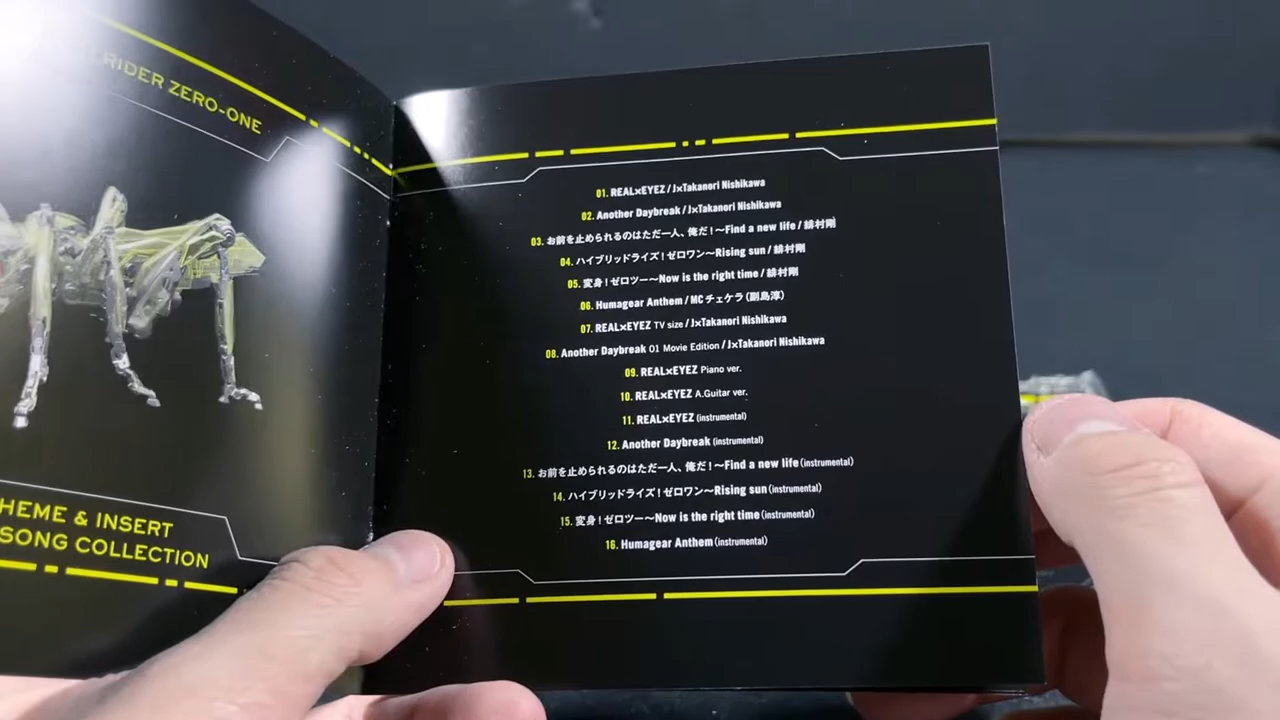 RIDER ZERO-ONE
HEME & INSERT
SONG COLLECTION
01. REAL×EYEZ / J×Takanori Nishikawa
02. Another Daybreak / J×Takanori Nishikawa
03. お前を止められるのはただ一人、俺だ!〜Find a new life / 緋村剛
04. ハイブリッドライズ!ゼロワン〜Rising sun / 緋村剛
05. 変身!ゼロツー〜Now is the right time / 緋村剛
06. Humagear Anthem / MCチェケラ(副島淳)
07. REAL×EYEZ TV size / J×Takanori Nishikawa
08. Another Daybreak 01 Movie Edition / J×Takanori Nishikawa
09. REAL×EYEZ Piano ver.
10. REAL×EYEZ A.Guitar ver.
11. REAL×EYEZ (instrumental)
12. Another Daybreak (instrumental)
13. お前を止められるのはただ一人、俺だ!〜Find a new life (instrumental)
14. ハイブリッドライズ!ゼロワン〜Rising sun (instrumental)
15. 変身!ゼロツー〜Now is the right time (instrumental)
16. Humagear Anthem (instrumental)